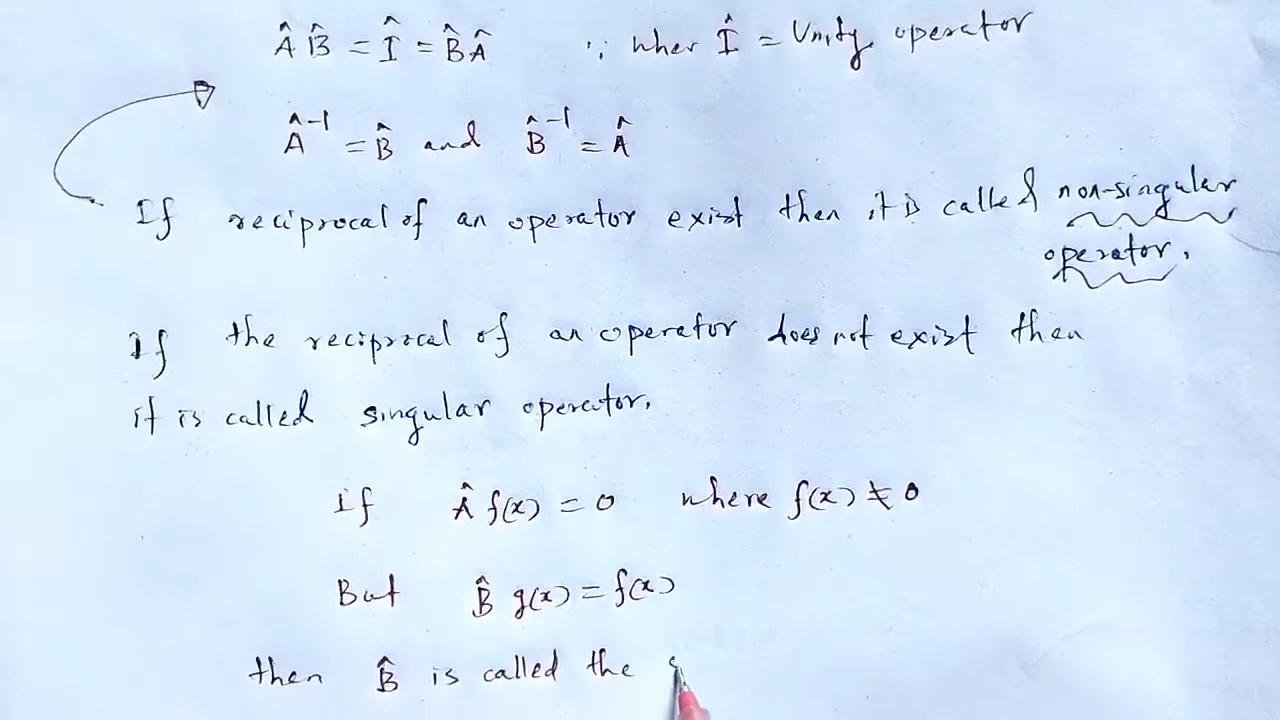 Â B̂ = Î = B̂ Â ∵ wher Î = Unity operator
Â⁻¹ = B̂ and B̂⁻¹ = Â
If reciprocal of an operator exist then it is called non-singular
operator.
If the reciprocal of an operator does not exist then
it is called singular operator.
if Â f(x) = 0 where f(x) ≠ 0
But B̂ g(x) = f(x)
then B̂ is called the